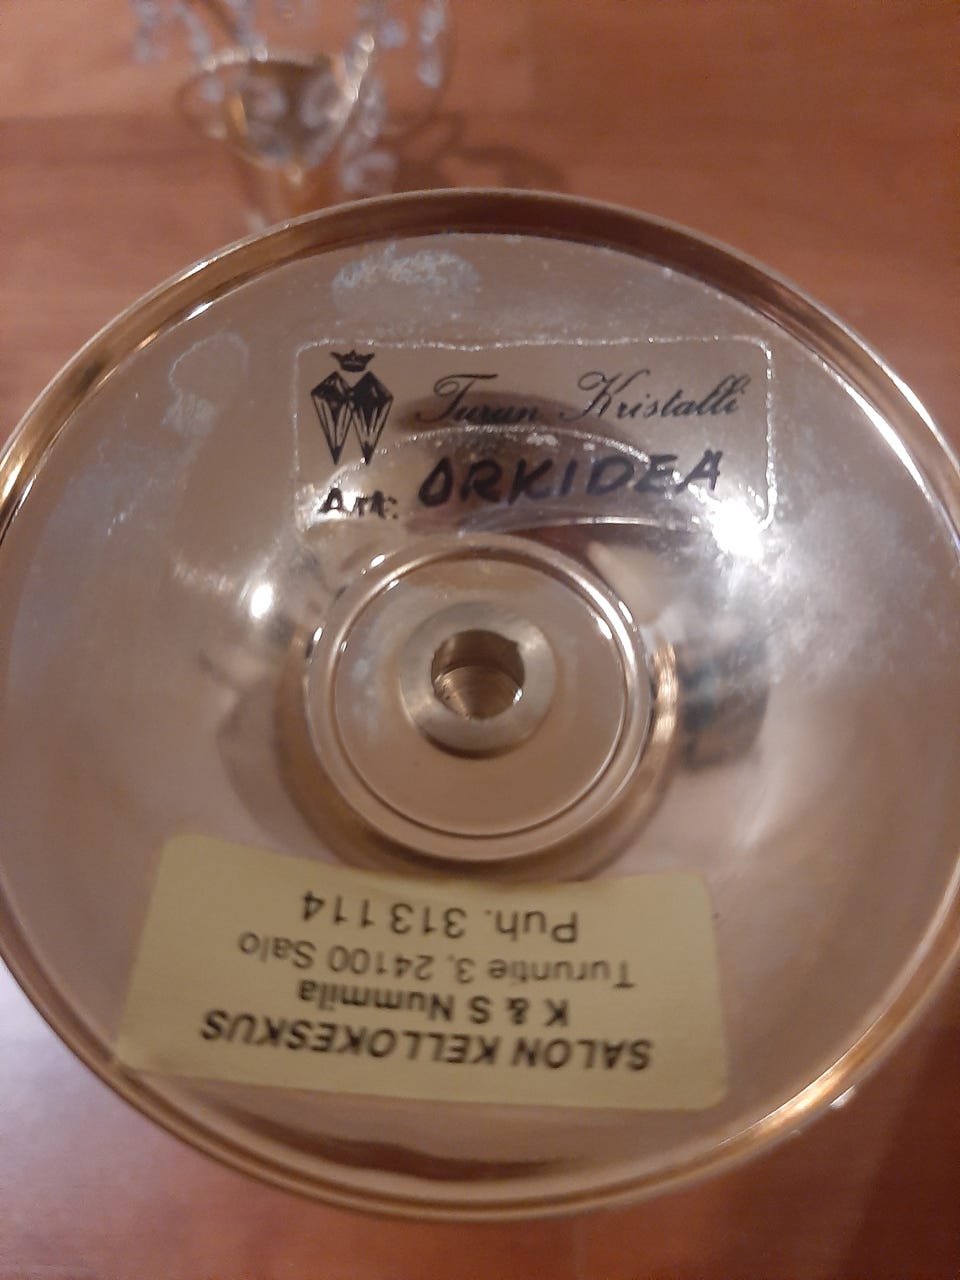 Turun Kristalli
Art: ORKIDEA
SALON KELLOKESKUS
K & S Nummila
Turuntie 3, 24100 Salo
Puh. 313 114